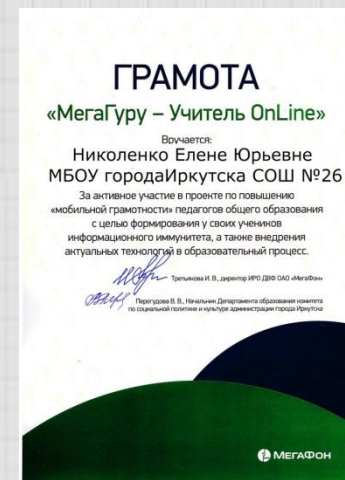 ГРАМОТА
«МегаГуру – Учитель OnLine»
Вручается:
Николенко Елене Юрьевне
МБОУ городаИркутска СОШ №26
За активное участие в проекте по повышению
«мобильной грамотности» педагогов общего образования
с целью формирования у своих учеников
информационного иммунитета, а также внедрения
актуальных технологий в образовательный процесс.
Третьякова И. В., директор ИРО ДВФ ОАО «МегаФон»
Перегудова В. В., Начальник Департамента образования комитета
по социальной политике и культуре администрации города Иркутска
МЕГАФОН